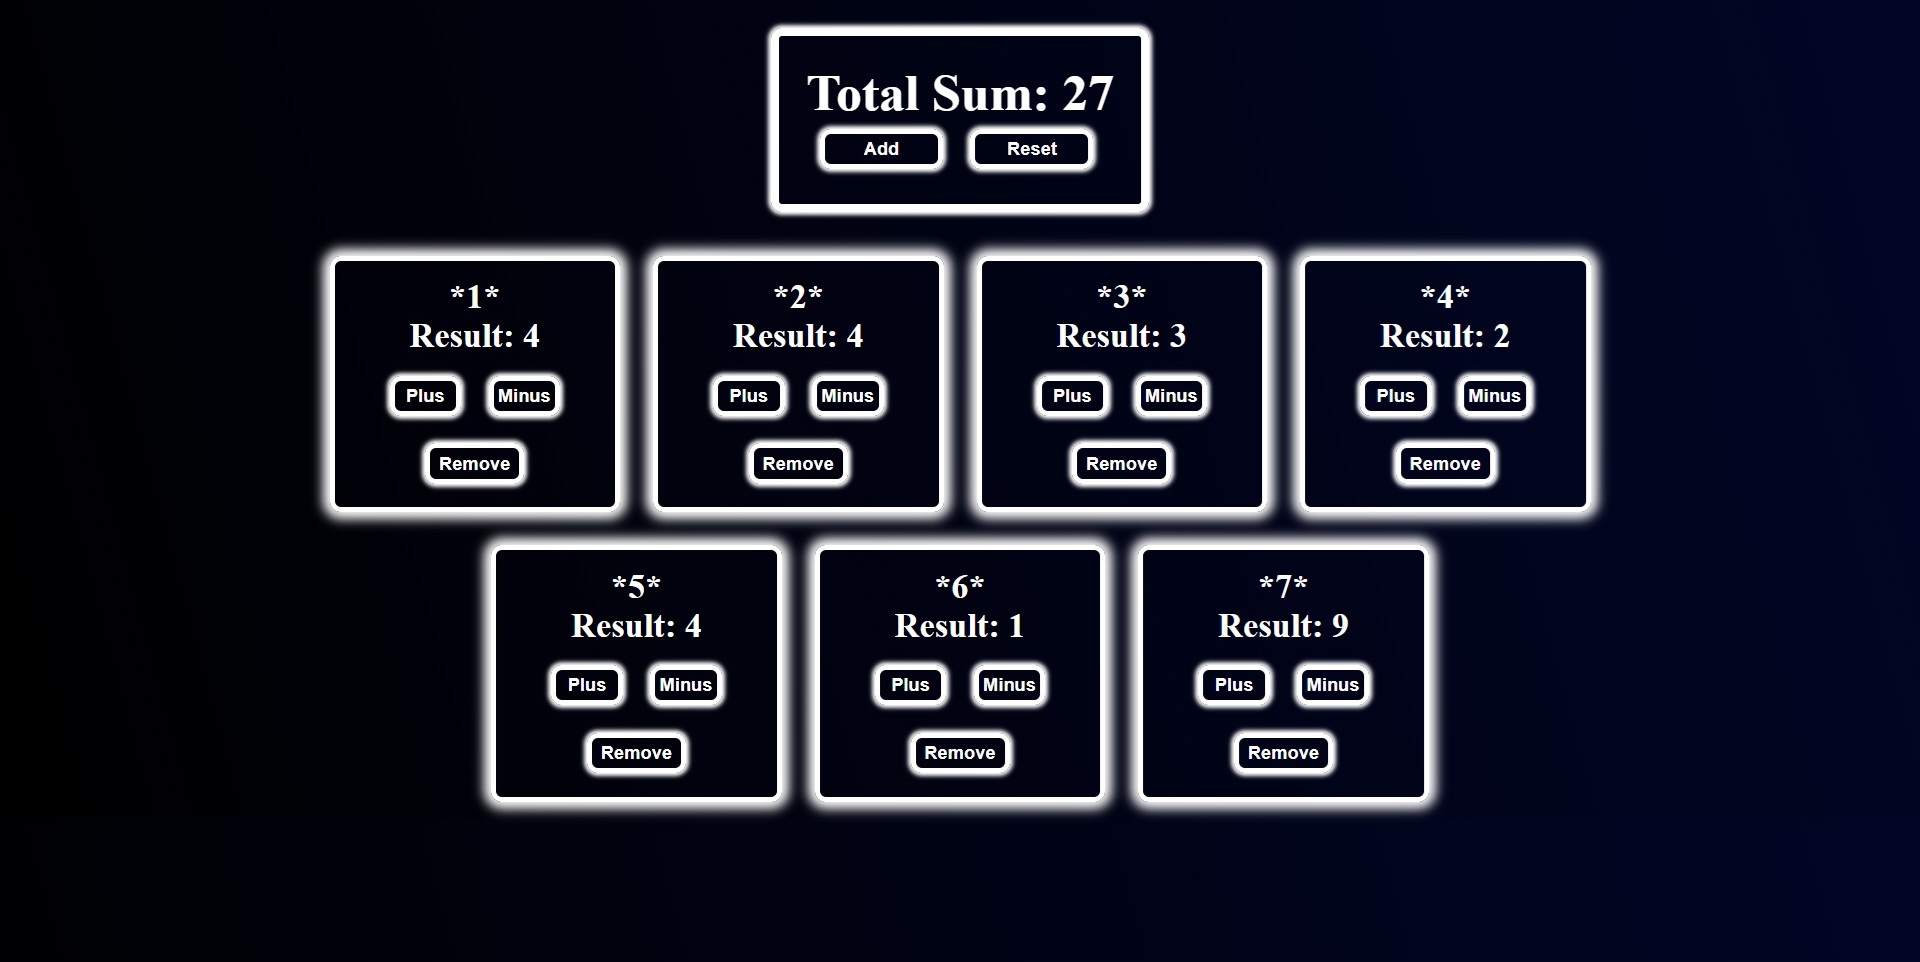 Total Sum: 27
Add Reset
*1*
Result: 4
Plus Minus
Remove
*2*
Result: 4
Plus Minus
Remove
*3*
Result: 3
Plus Minus
Remove
*4*
Result: 2
Plus Minus
Remove
*5*
Result: 4
Plus Minus
Remove
*6*
Result: 1
Plus Minus
Remove
*7*
Result: 9
Plus Minus
Remove